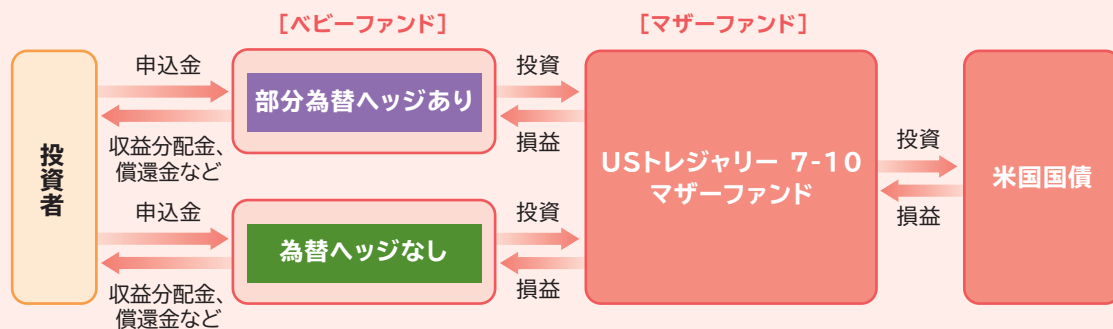 ［ベビーファンド］
［マザーファンド］
投資者
申込金
収益分配金、
償還金など
部分為替ヘッジあり
投資
損益
申込金
収益分配金、
償還金など
為替ヘッジなし
投資
損益
USトレジャリー 7-10
マザーファンド
投資
損益
米国国債